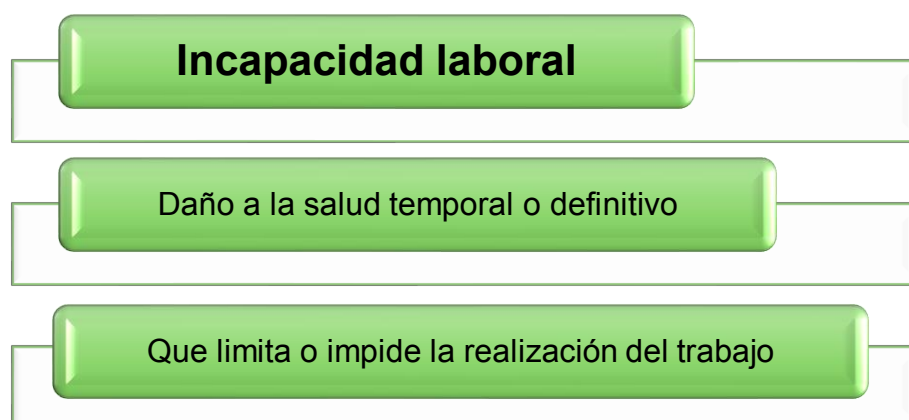 Incapacidad laboral
Daño a la salud temporal o definitivo
Que limita o impide la realización del trabajo